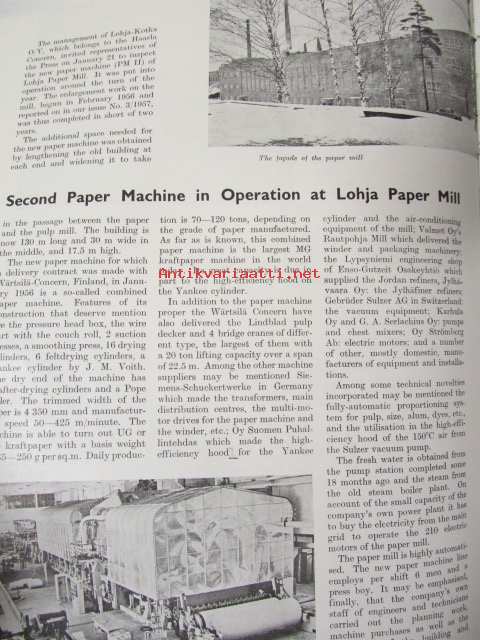 The management of Lohja-Kotka
O/Y, which belongs to the Haarla
Concern, invited representatives of
the Press on January 21 to inspect
the new paper machine (PM II) of
Lohja Paper Mill. It was put into
operation around the turn of the
year. The enlargement work on the
mill, begun in February 1956 and
reported on in our issue No. 3/1957,
was thus completed in short of two
years.
The additional space needed for
the new paper machine was obtained
by lengthening the old building at
each end and widening it to take
The façade of the paper mill
Second Paper Machine in Operation at Lohja Paper Mill
in the passage between the paper
and the pulp mill. The building is
now 130 m long and 30 m wide in
the middle, and 17.5 m high.
The new paper machine for which
delivery contract was made with
Wärtsilä Concern, Finland, in Janu-
ry 1956 is a so-called combined
aper machine. Features of its
onstruction that deserve mention
re the pressure head box, the wire
art with the couch roll, 2 suction
esses, a smoothing press, 16 drying
linders, 6 feltdrying cylinders, a
ankee cylinder by J. M. Voith.
he dry end of the machine has
fter-drying cylinders and a Pope
ler. The trimmed width of the
per is 4 350 mm and manufactur-
speed 50—425 m/minute. The
chine is able to turn out UG or
kraftpaper with a basis weight
35—250 g per sq.m. Daily produc-
tion is 70—120 tons, depending on
the grade of paper manufactured.
As far as is known, this combined
paper machine is the largest MG
kraftpaper machine in the world
part to the high-efficiency hood on
the Yankee cylinder.
In addition to the paper machine
proper the Wärtsilä Concern have
also delivered the Lindblad pulp
decker and 4 bridge cranes of differ-
ent type, the largest of them with
a 20 ton lifting capacity over a span
of 22.5 m. Among the other machine
suppliers may be mentioned Sie-
mens-Schuckertwerke in Germany
which made the transformers, main
distribution centres, the multi-mo-
tor drives for the paper machine and
the winder, etc.; Oy Suomen Puhal-
lintehdas which made the high-
efficiency hood for the Yankee
cylinder and the air-conditioning
equipment of the mill; Valmet Oy's
Rautpohja Mill which delivered the
winder and packaging machinery;
the Lypsyniemi engineering shop
of Enso-Gutzeit Osakeyhtiö which
supplied the Jordan refiners, Jylhä-
vaara Oy: the Jylhäfiner refiners,
Gebrüder Sulzer AG in Switzerland:
the vacuum equipment; Karhula
Oy and G. A. Serlachius Oy: pumps
and chest mixers; Oy Strömberg
Ab: electric motors; and a number
of other, mostly domestic, manu-
facturers of equipment and installa-
tions.
Among some technical novelties
incorporated may be mentioned the
fully-automatic proportioning sys-
tem for pulp, size, alum, dyes, etc.,
and the utilisation in the high-effi-
ciency hood of the 150°C air from
the Sulzer vacuum pump.
The fresh water is obtained from
the pump station completed some
18 months ago and the steam from
the old steam boiler plant. On
account of the small capacity of the
company's own power plant it has
to buy the electricity from the main
grid to operate the 210 electric
motors of the paper mill.
The paper mill is highly automati-
sed. The new paper machine line
employs per shift 6 men and a
press boy. It may be emphasised,
finally, that the company's own
staff of engineers and technicians
carried out the planning work,
machine purchases as well as the
Antikvariaatti.net